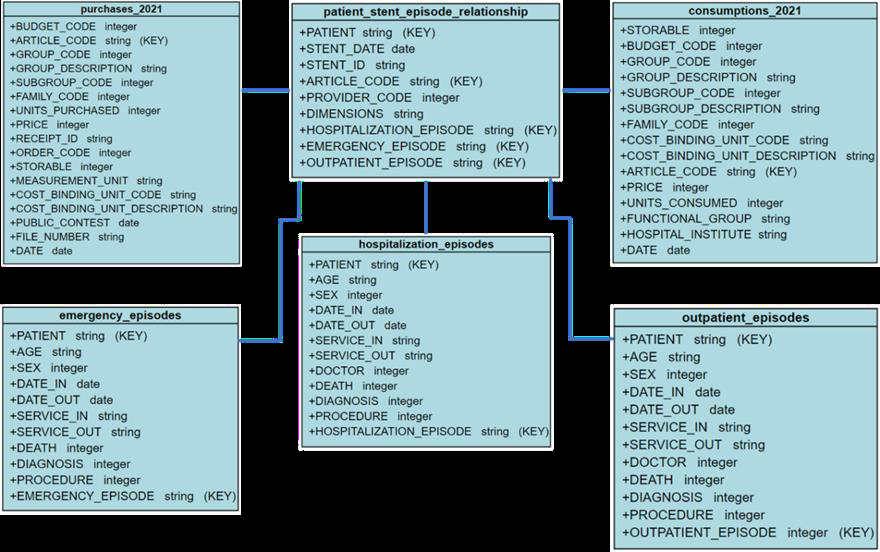 purchases_2021
+BUDGET_CODE integer
+ARTICLE_CODE string (KEY)
+GROUP_CODE integer
+GROUP_DESCRIPTION string
+SUBGROUP_CODE integer
+FAMILY_CODE integer
+UNITS_PURCHASED integer
+PRICE integer
+RECEIPT_ID string
+ORDER_CODE integer
+STORABLE integer
+MEASUREMENT_UNIT string
+COST_BINDING_UNIT_CODE string
+COST_BINDING_UNIT_DESCRIPTION string
+PUBLIC_CONTEST date
+FILE_NUMBER string
+DATE date
patient_stent_episode_relationship
+PATIENT string (KEY)
+STENT_DATE date
+STENT_ID string
+ARTICLE_CODE string (KEY)
+PROVIDER_CODE integer
+DIMENSIONS string
+HOSPITALIZATION_EPISODE string (KEY)
+EMERGENCY_EPISODE string (KEY)
+OUTPATIENT_EPISODE string (KEY)
consumptions_2021
+STORABLE integer
+BUDGET_CODE integer
+GROUP_CODE integer
+GROUP_DESCRIPTION string
+SUBGROUP_CODE integer
+SUBGROUP_DESCRIPTION string
+FAMILY_CODE integer
+COST_BINDING_UNIT_CODE string
+COST_BINDING_UNIT_DESCRIPTION string
+ARTICLE_CODE string (KEY)
+PRICE integer
+UNITS_CONSUMED integer
+FUNCTIONAL_GROUP string
+HOSPITAL_INSTITUTE string
+DATE date
emergency_episodes
+PATIENT string (KEY)
+AGE string
+SEX integer
+DATE_IN date
+DATE_OUT date
+SERVICE_IN string
+SERVICE_OUT string
+DEATH integer
+DIAGNOSIS integer
+PROCEDURE integer
+EMERGENCY_EPISODE string (KEY)
hospitalization_episodes
+PATIENT string (KEY)
+AGE string
+SEX integer
+DATE_IN date
+DATE_OUT date
+SERVICE_IN string
+SERVICE_OUT string
+DOCTOR integer
+DEATH integer
+DIAGNOSIS integer
+PROCEDURE integer
+HOSPITALIZATION_EPISODE string (KEY)
outpatient_episodes
+PATIENT string (KEY)
+AGE string
+SEX integer
+DATE_IN date
+DATE_OUT date
+SERVICE_IN string
+SERVICE_OUT string
+DOCTOR integer
+DEATH integer
+DIAGNOSIS integer
+PROCEDURE integer
+OUTPATIENT_EPISODE integer (KEY)